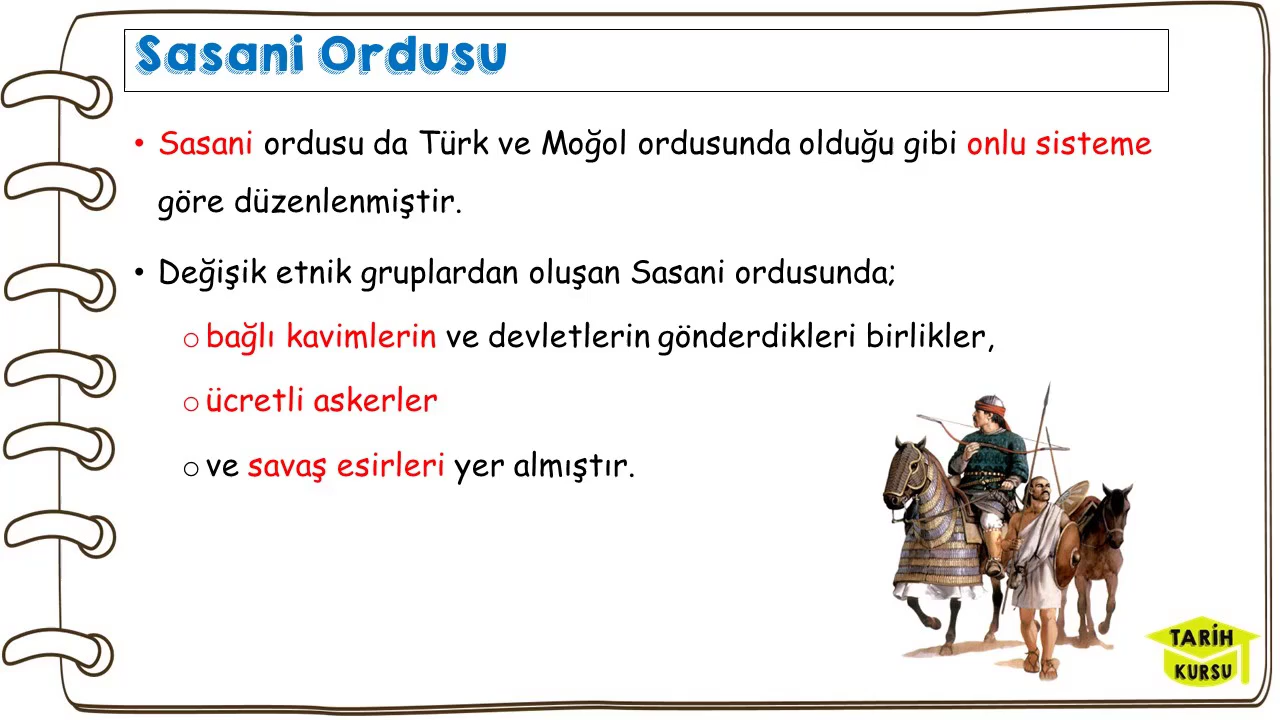 Sasani Ordusu
• Sasani ordusu da Türk ve Moğol ordusunda olduğu gibi onlu sisteme
göre düzenlenmiştir.
• Değişik etnik gruplardan oluşan Sasani ordusunda;
o bağlı kavimlerin ve devletlerin gönderdikleri birlikler,
o ücretli askerler
o ve savaş esirleri yer almıştır.
TARİH
KURSU